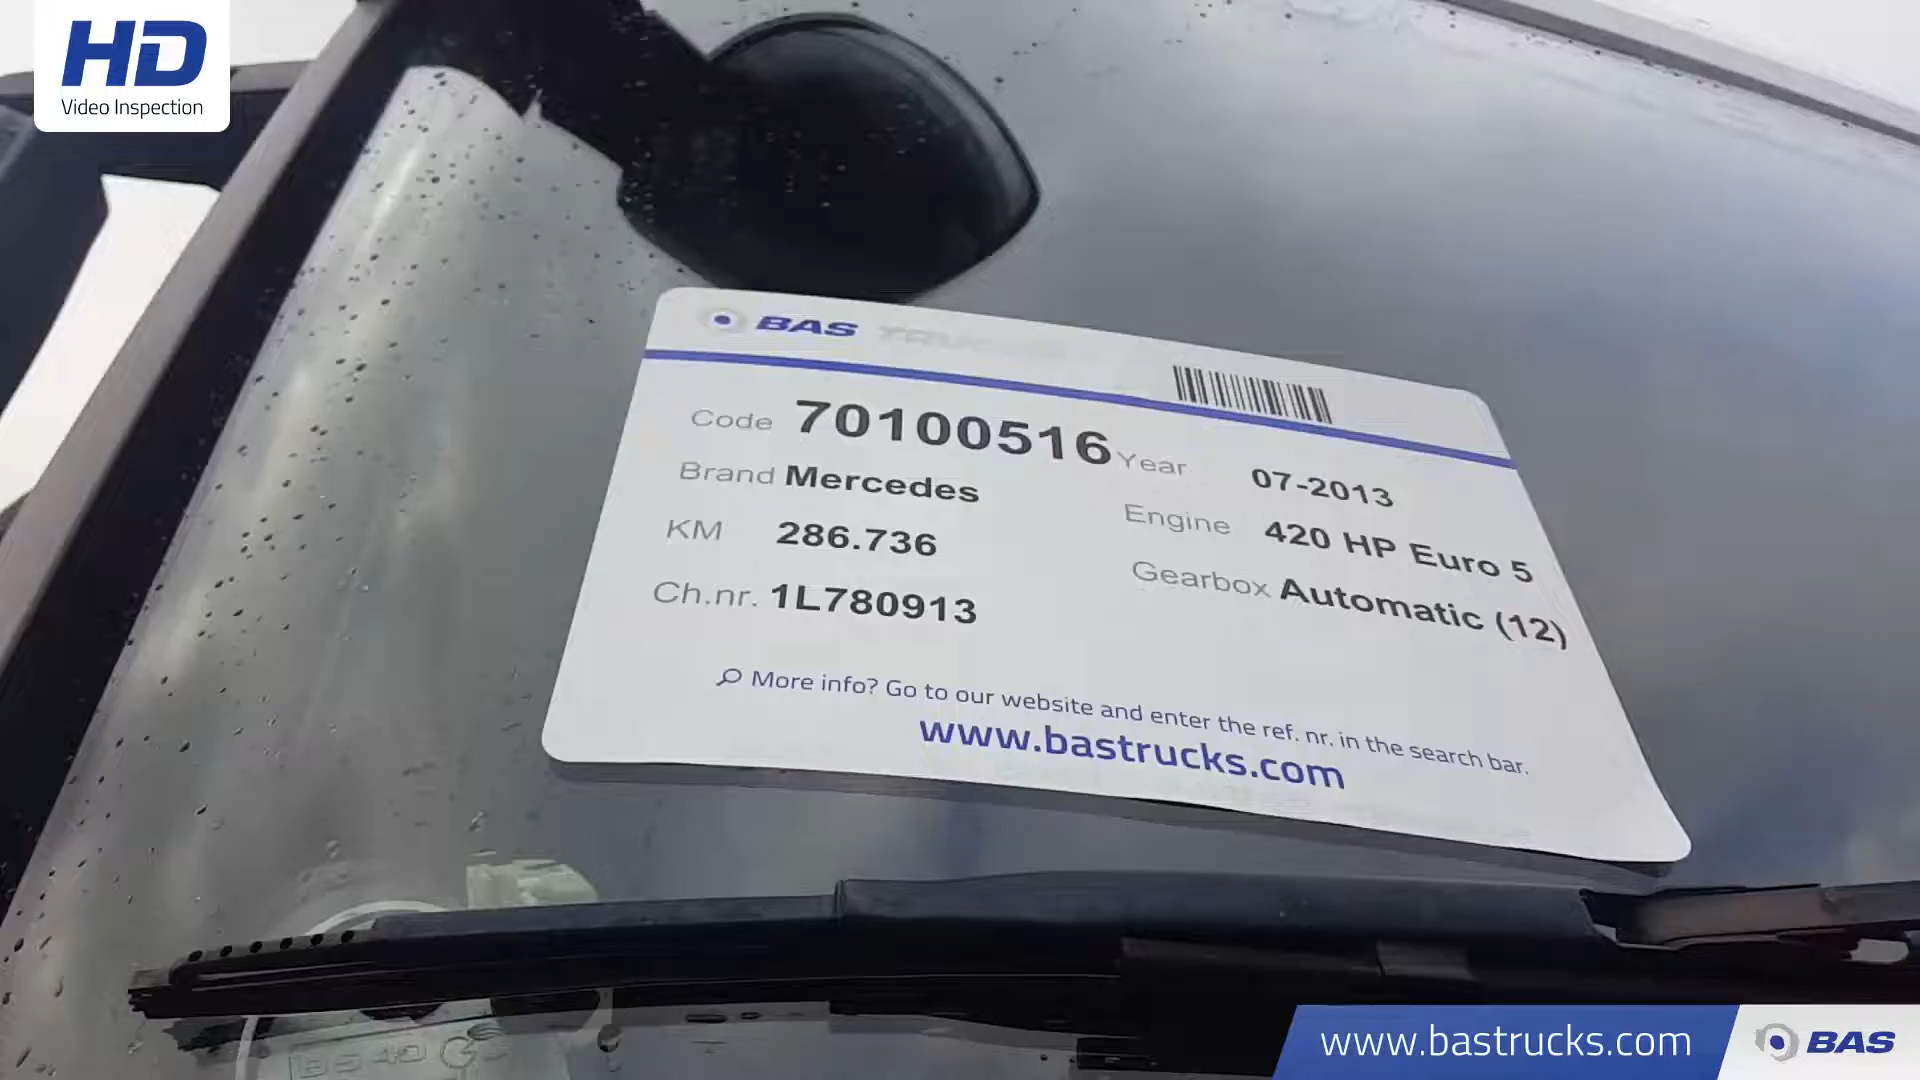 HD
Video Inspection
BAS
Code 70100516
Year 07-2013
Brand Mercedes
Engine 420 HP Euro 5
KM 286.736
Gearbox Automatic (12)
Ch.nr. 1L780913
More info? Go to our website and enter the ref. nr. in the search bar.
www.bastrucks.com
www.bastrucks.com
BAS